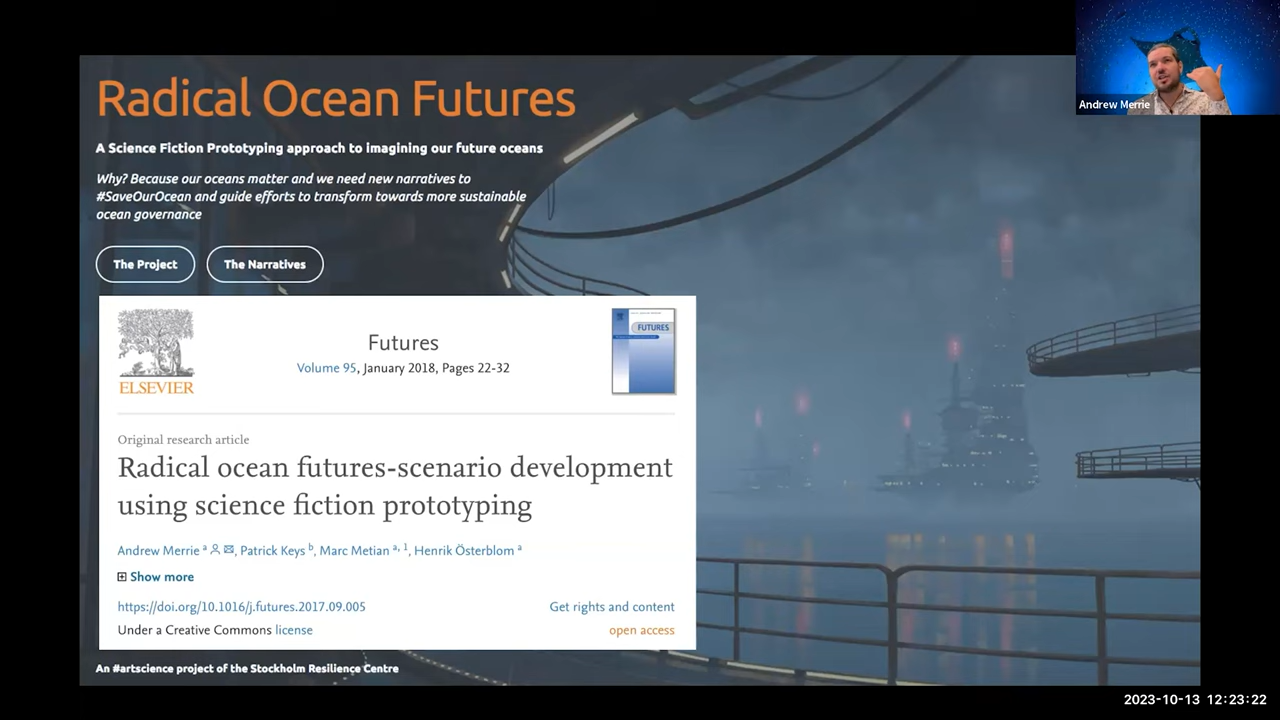 Radical Ocean Futures
A Science Fiction Prototyping approach to imagining our future oceans
Why? Because our oceans matter and we need new narratives to
#SaveOurOcean and guide efforts to transform towards more sustainable
ocean governance
The Project
The Narratives
Andrew Merrie
ELSEVIER
Futures
Volume 95, January 2018, Pages 22-32
FUTURES
Original research article
Radical ocean futures-scenario development
using science fiction prototyping
Andrew Merrie a, Patrick Keys b, Marc Metian a, 1, Henrik Österblom a
Show more
https://doi.org/10.1016/j.futures.2017.09.005
Get rights and content
Under a Creative Commons license
open access
An #artscience project of the Stockholm Resilience Centre
2023-10-13 12:23:22